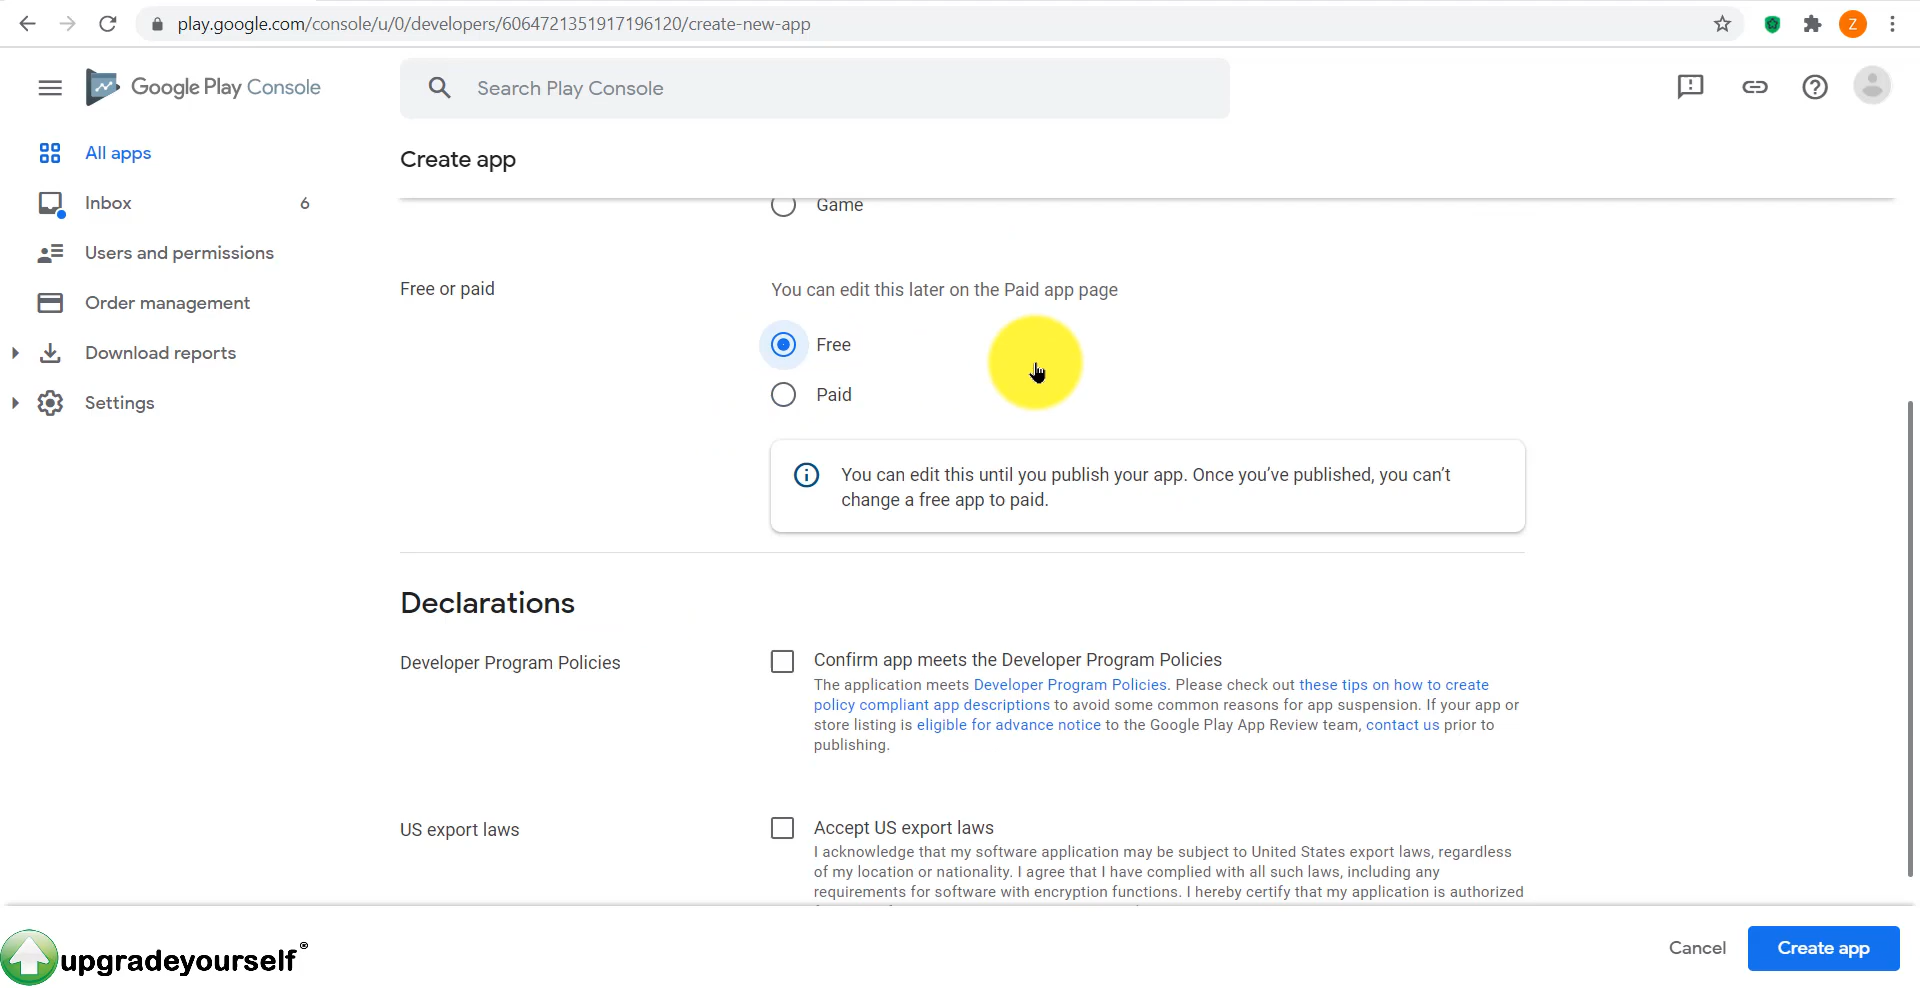 play.google.com/console/u/0/developers/6064721351917196120/create-new-app
Z
Google Play Console
Search Play Console
All apps
Inbox 6
Users and permissions
Order management
Download reports
Settings
Create app
Game
Free or paid
You can edit this later on the Paid app page
Free
Paid
You can edit this until you publish your app. Once you’ve published, you can’t
change a free app to paid.
Declarations
Developer Program Policies
Confirm app meets the Developer Program Policies
The application meets Developer Program Policies. Please check out these tips on how to create
policy compliant app descriptions to avoid some common reasons for app suspension. If your app or
store listing is eligible for advance notice to the Google Play App Review team, contact us prior to
publishing.
US export laws
Accept US export laws
I acknowledge that my software application may be subject to United States export laws, regardless
of my location or nationality. I agree that I have complied with all such laws, including any
requirements for software with encryption functions. I hereby certify that my application is authorized
upgradeyourself®
Cancel
Create app